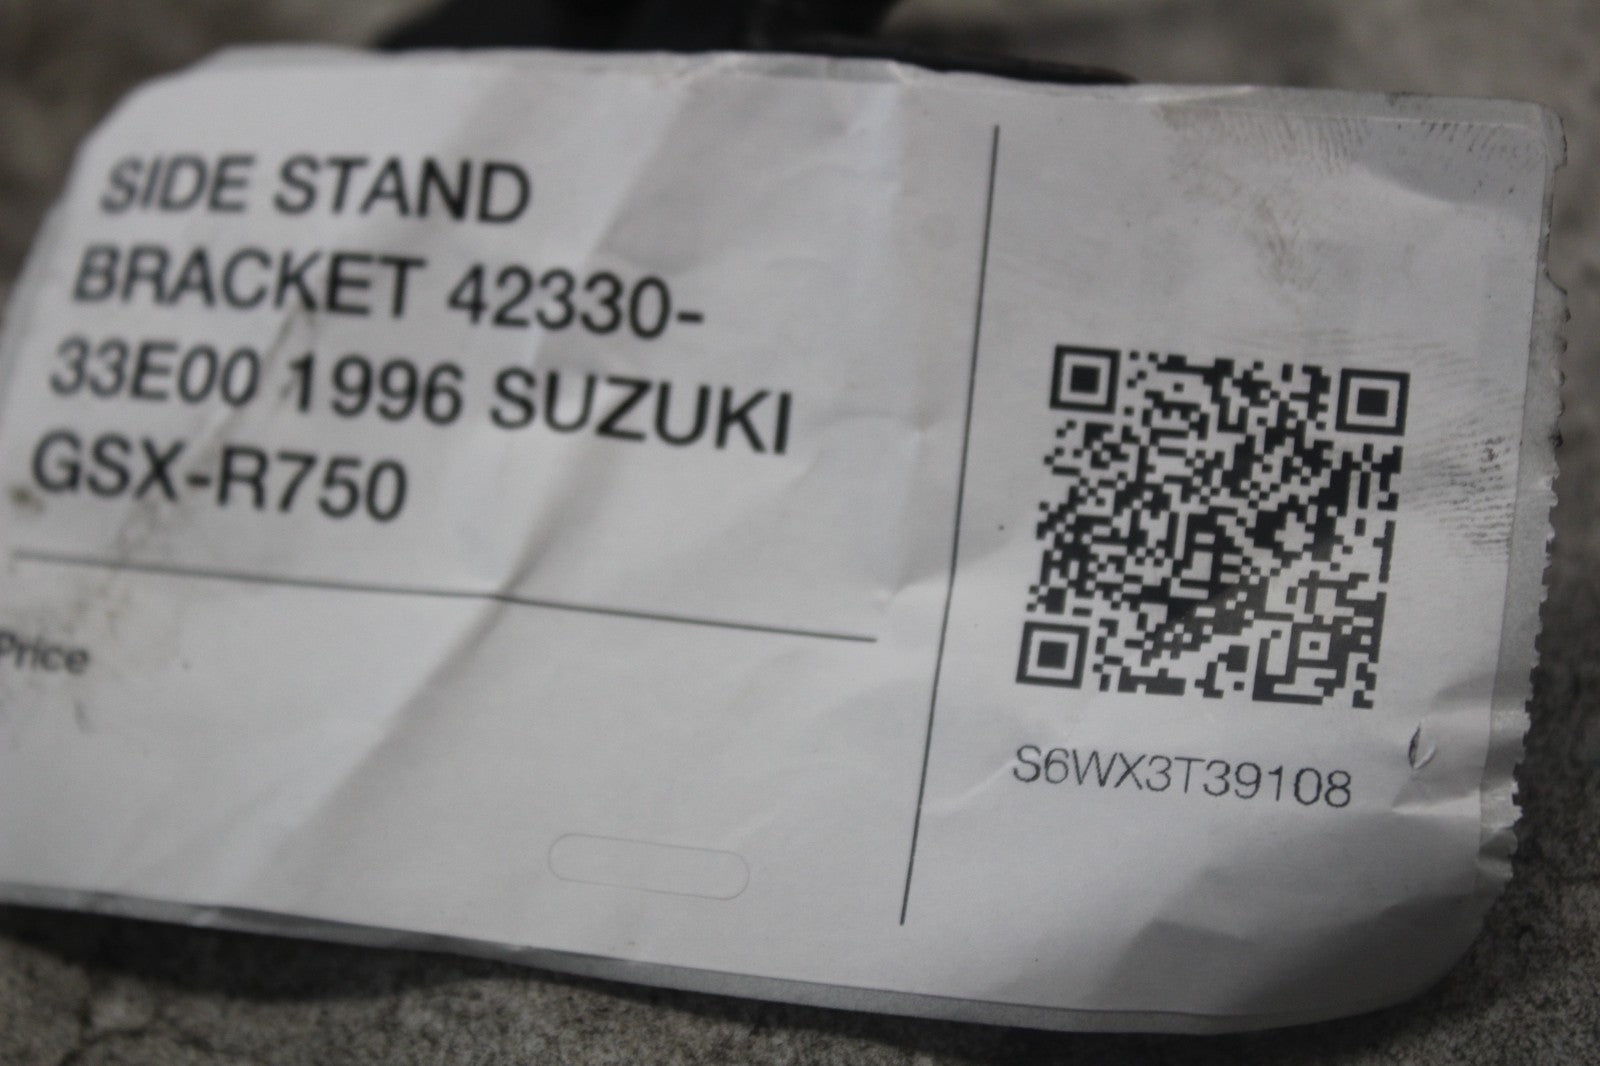 SIDE STAND
BRACKET 42330-
33E00 1996 SUZUKI
GSX-R750
Price
S6WX3T39108